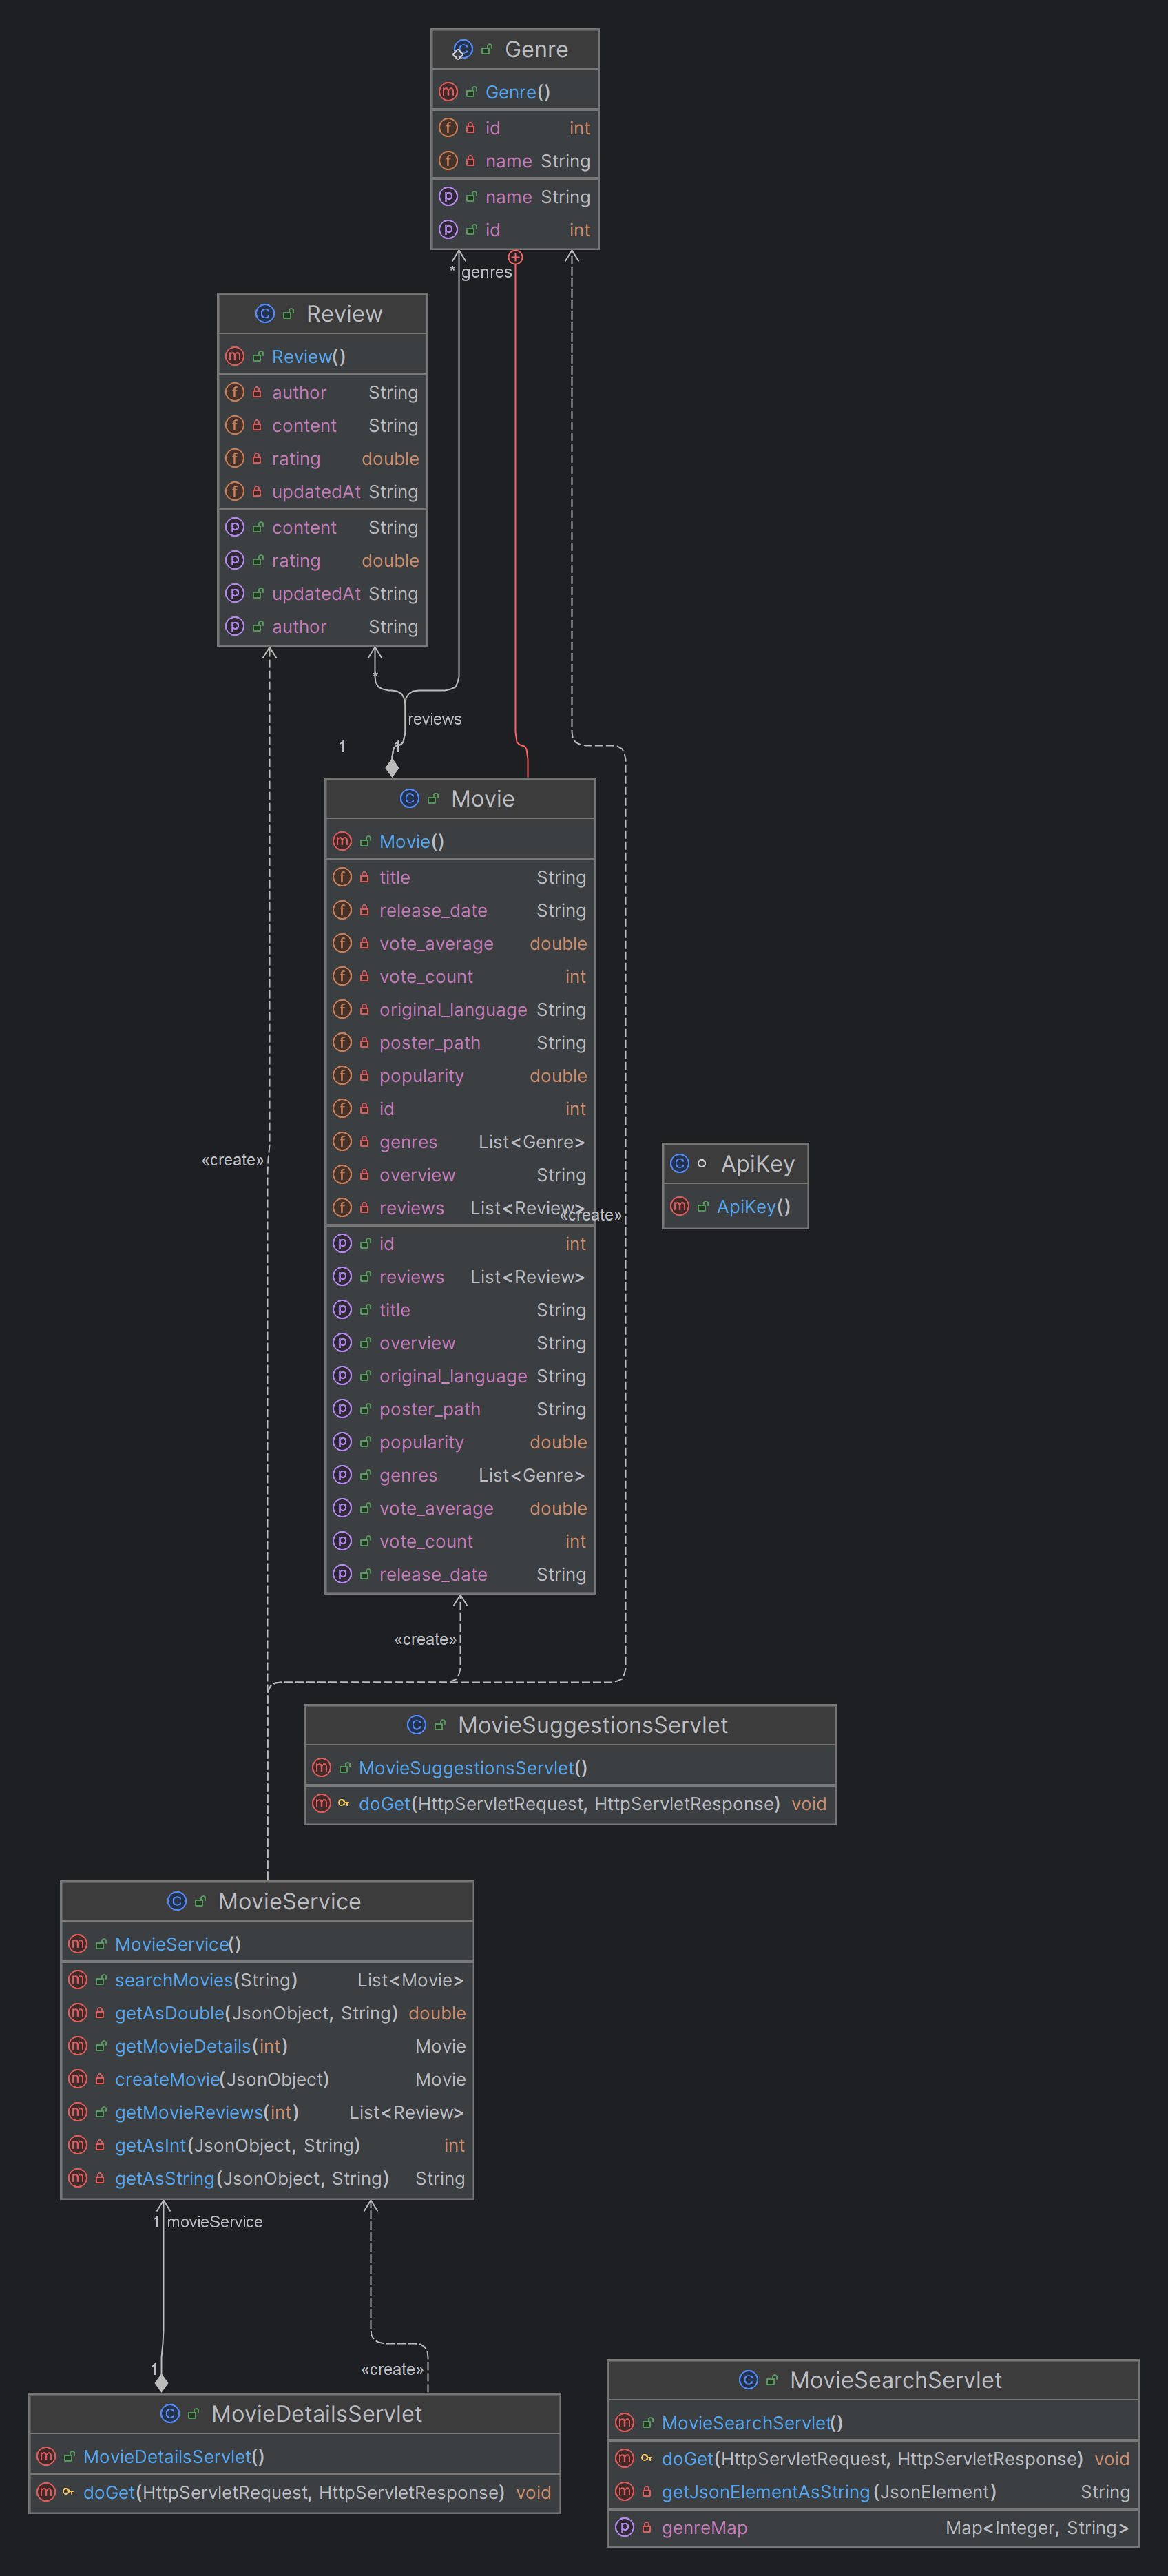 Genre
Genre()
id int
name String
name String
id int
* genres
Review
Review()
author String
content String
rating double
updatedAt String
content String
rating double
updatedAt String
author String
*
reviews
1 1
Movie
Movie()
title String
release_date String
vote_average double
vote_count int
original_language String
poster_path String
popularity double
id int
genres List<Genre>
overview String
reviews List<Review>
id int
reviews List<Review>
title String
overview String
original_language String
poster_path String
popularity double
genres List<Genre>
vote_average double
vote_count int
release_date String
«create»
«create»
ApiKey
ApiKey()
«create»
MovieSuggestionsServlet
MovieSuggestionsServlet()
doGet(HttpServletRequest, HttpServletResponse) void
MovieService
MovieService()
searchMovies(String) List<Movie>
getAsDouble(JsonObject, String) double
getMovieDetails(int) Movie
createMovie(JsonObject) Movie
getMovieReviews(int) List<Review>
getAsInt(JsonObject, String) int
getAsString(JsonObject, String) String
1 movieService
1
«create»
MovieDetailsServlet
MovieDetailsServlet()
doGet(HttpServletRequest, HttpServletResponse) void
MovieSearchServlet
MovieSearchServlet()
doGet(HttpServletRequest, HttpServletResponse) void
getJsonElementAsString(JsonElement) String
genreMap Map<Integer, String>